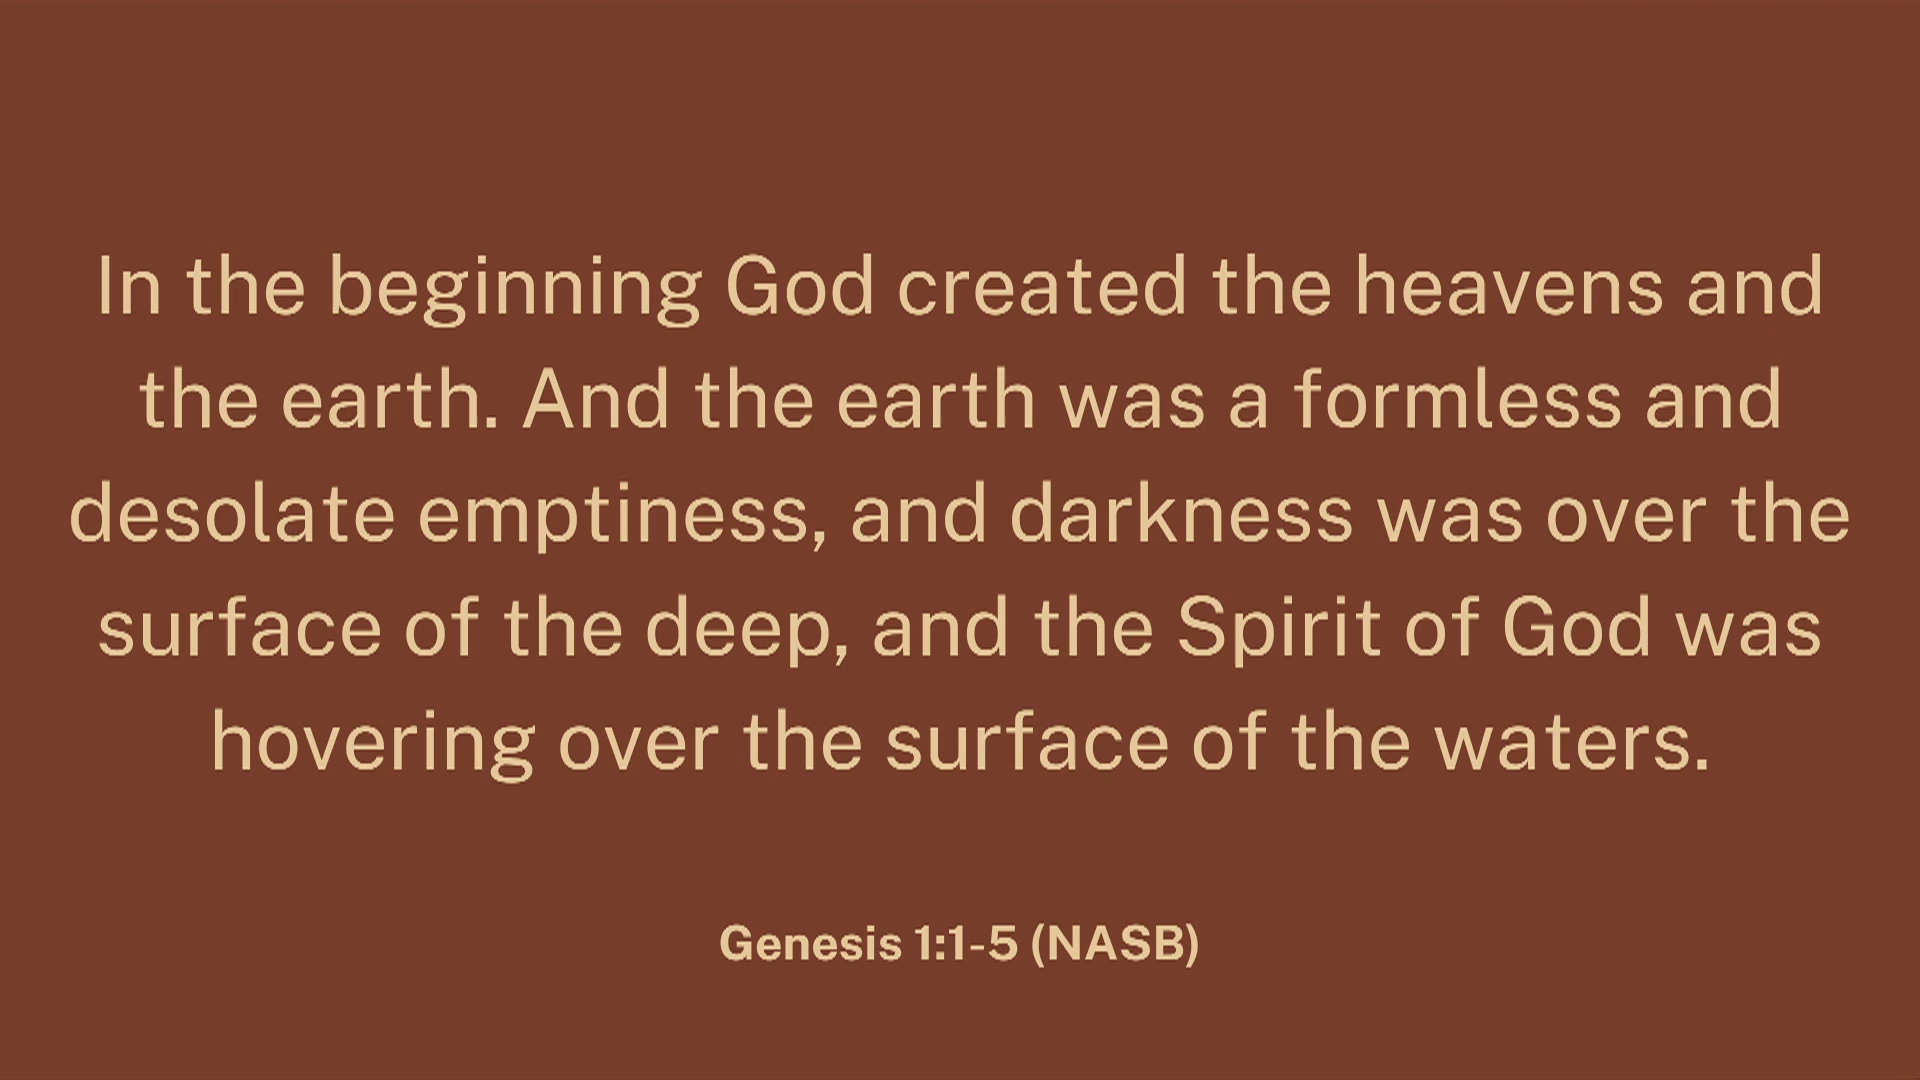 In the beginning God created the heavens and
the earth. And the earth was a formless and
desolate emptiness, and darkness was over the
surface of the deep, and the Spirit of God was
hovering over the surface of the waters.
Genesis 1:1-5 (NASB)